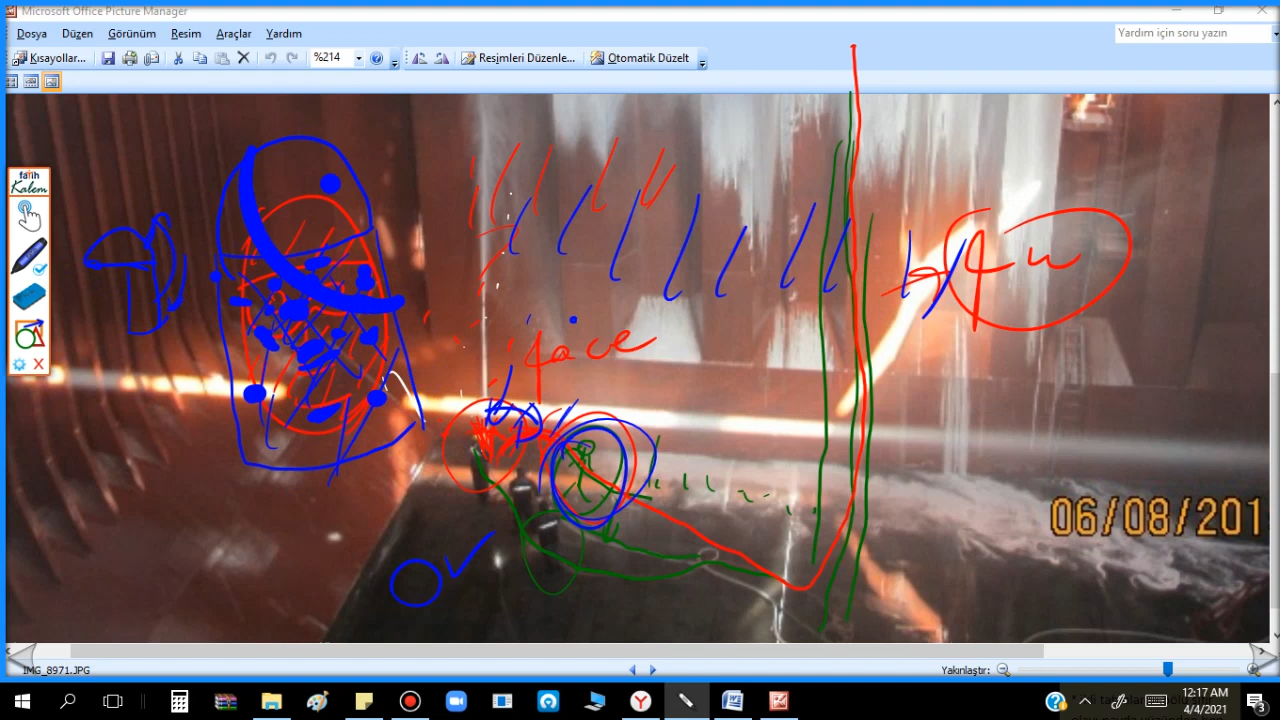 Microsoft Office Picture Manager
Dosya Düzen Görünüm Resim Araçlar Yardım
Yardım için soru yazın
Kısayollar... %214 Resimleri Düzenle... Otomatik Düzelt
fatih
Kalem
face
06/08/201
IMG_8971.JPG
Yakınlaştır:
12:17 AM
4/4/2021
3